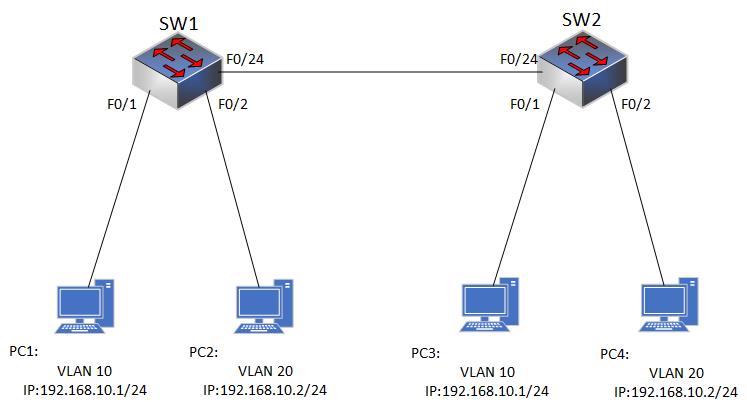 SW1
SW2
F0/24
F0/24
F0/1
F0/2
F0/1
F0/2
PC1:
VLAN 10
IP:192.168.10.1/24
PC2:
VLAN 20
IP:192.168.10.2/24
PC3:
VLAN 10
IP:192.168.10.1/24
PC4:
VLAN 20
IP:192.168.10.2/24